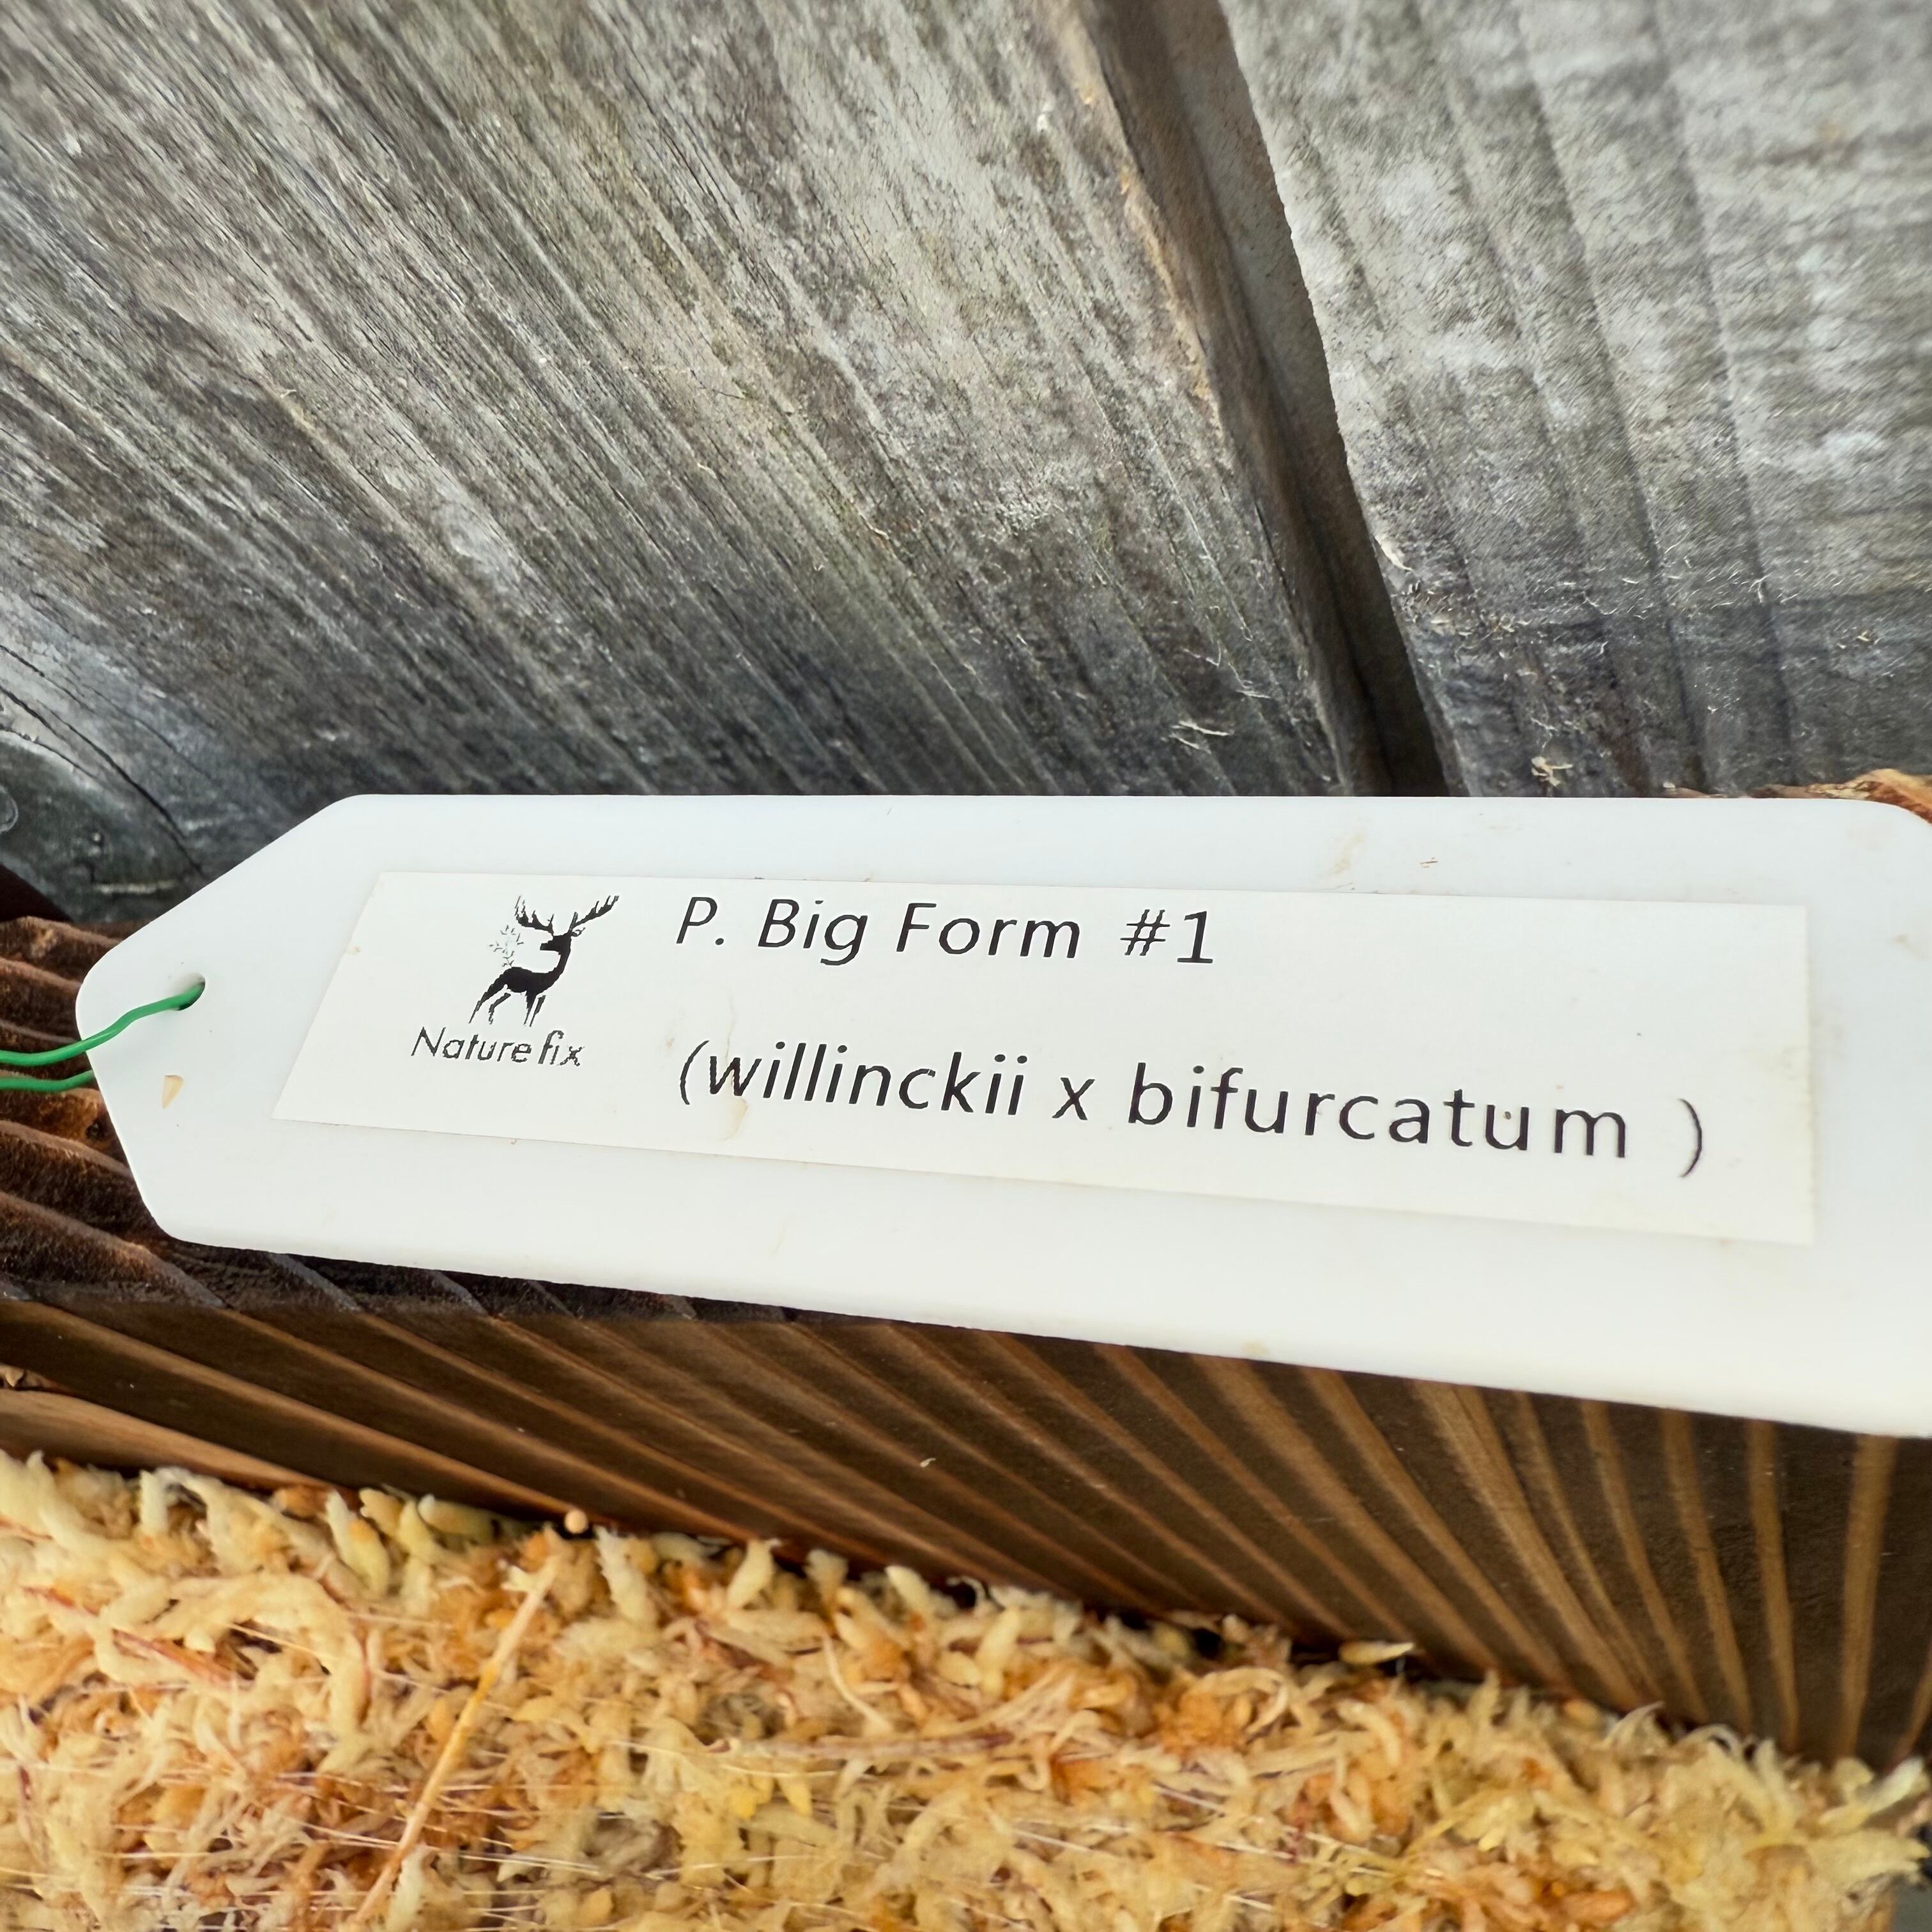 P. Big Form #1
Nature fix
(willinckii x bifurcatum )